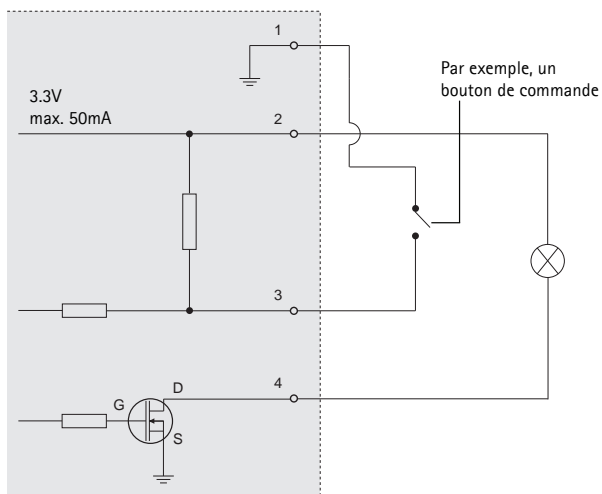 1
Par exemple, un
bouton de commande
3.3V
max. 50mA
2
3
4
D
G
S